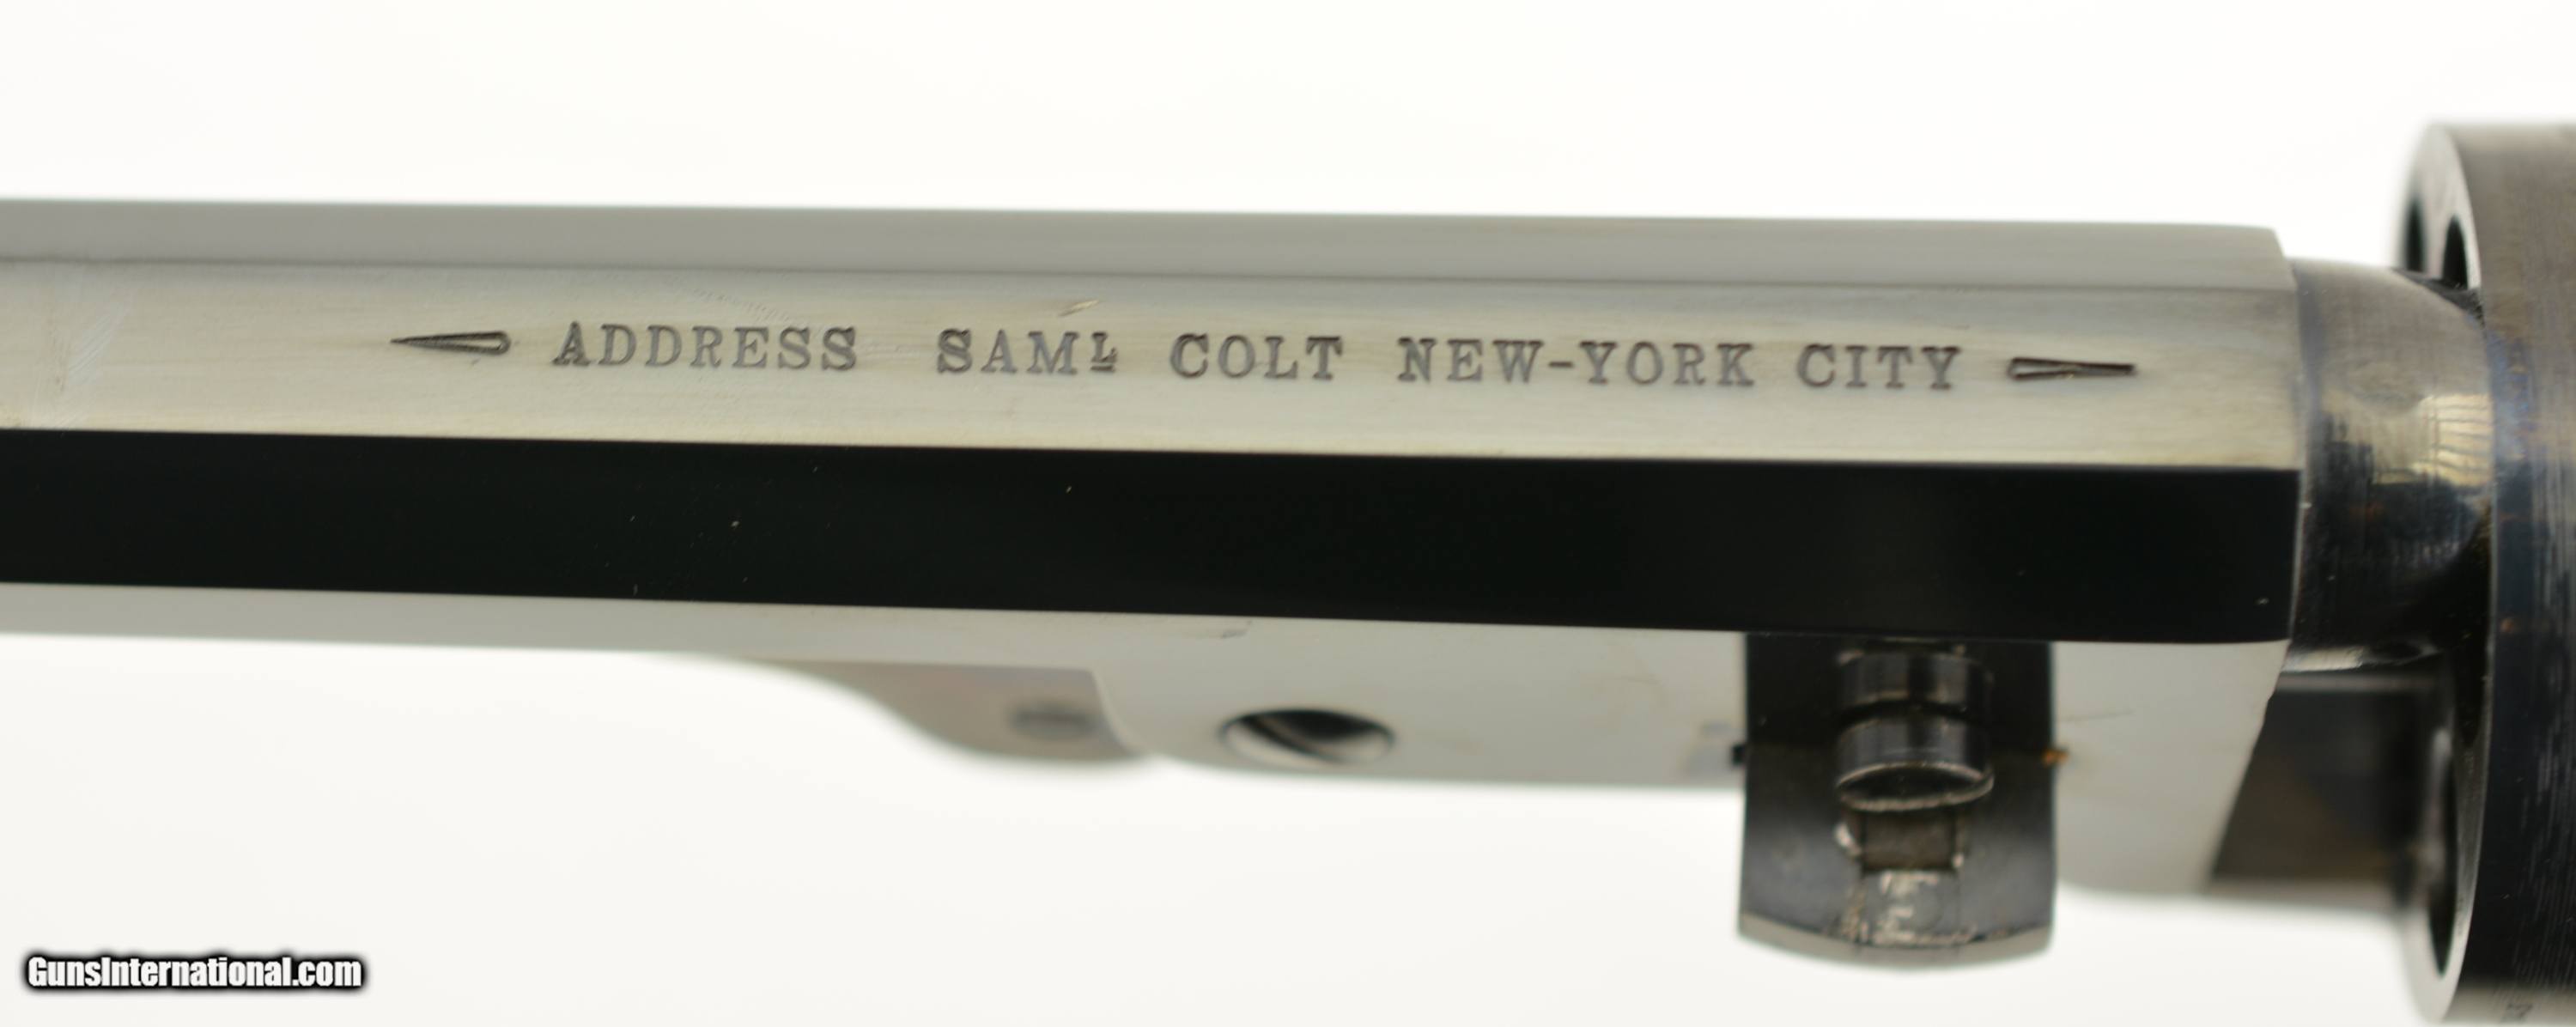 ADDRESS SAMᴸ COLT NEW-YORK CITY
GunsInternational.com